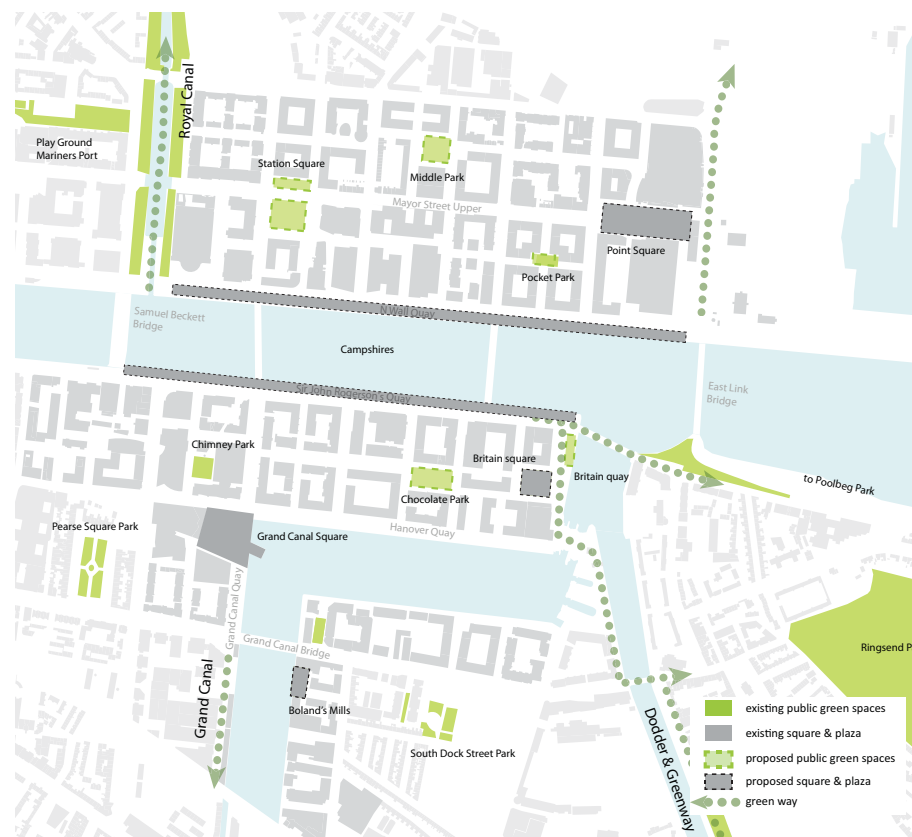 Royal Canal
Play Ground
Mariners Port
Station Square
Middle Park
Mayor Street Upper
Point Square
Pocket Park
Samuel Beckett
Bridge
N Wall Quay
Campshires
East Link
Bridge
Sir John Rogerson's Quay
Chimney Park
Britain square
Britain quay
to Poolbeg Park
Chocolate Park
Pearse Square Park
Hanover Quay
Grand Canal Square
Grand Canal Quay
Grand Canal Bridge
Ringsend P
Grand Canal
Boland's Mills
South Dock Street Park
Dodder & Greenway
existing public green spaces
existing square & plaza
proposed public green spaces
proposed square & plaza
green way